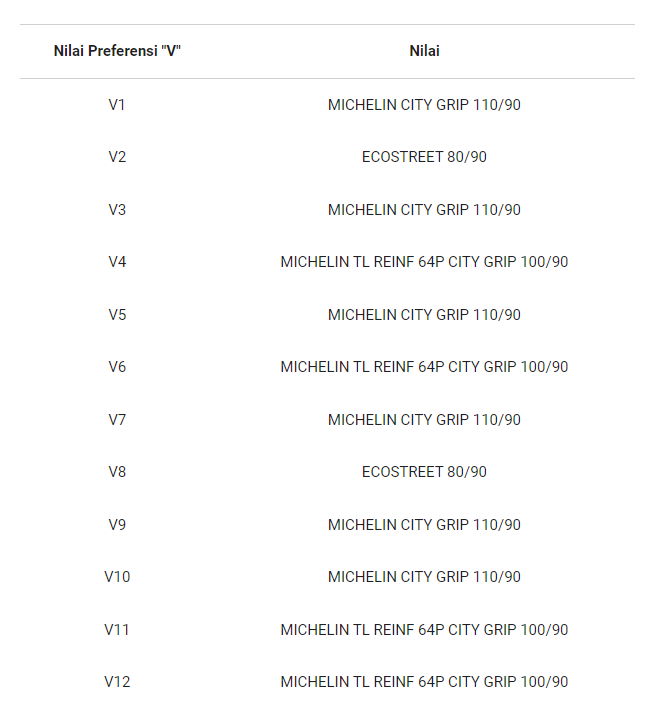 Nilai Preferensi "V" Nilai
V1 MICHELIN CITY GRIP 110/90
V2 ECOSTREET 80/90
V3 MICHELIN CITY GRIP 110/90
V4 MICHELIN TL REINF 64P CITY GRIP 100/90
V5 MICHELIN CITY GRIP 110/90
V6 MICHELIN TL REINF 64P CITY GRIP 100/90
V7 MICHELIN CITY GRIP 110/90
V8 ECOSTREET 80/90
V9 MICHELIN CITY GRIP 110/90
V10 MICHELIN CITY GRIP 110/90
V11 MICHELIN TL REINF 64P CITY GRIP 100/90
V12 MICHELIN TL REINF 64P CITY GRIP 100/90